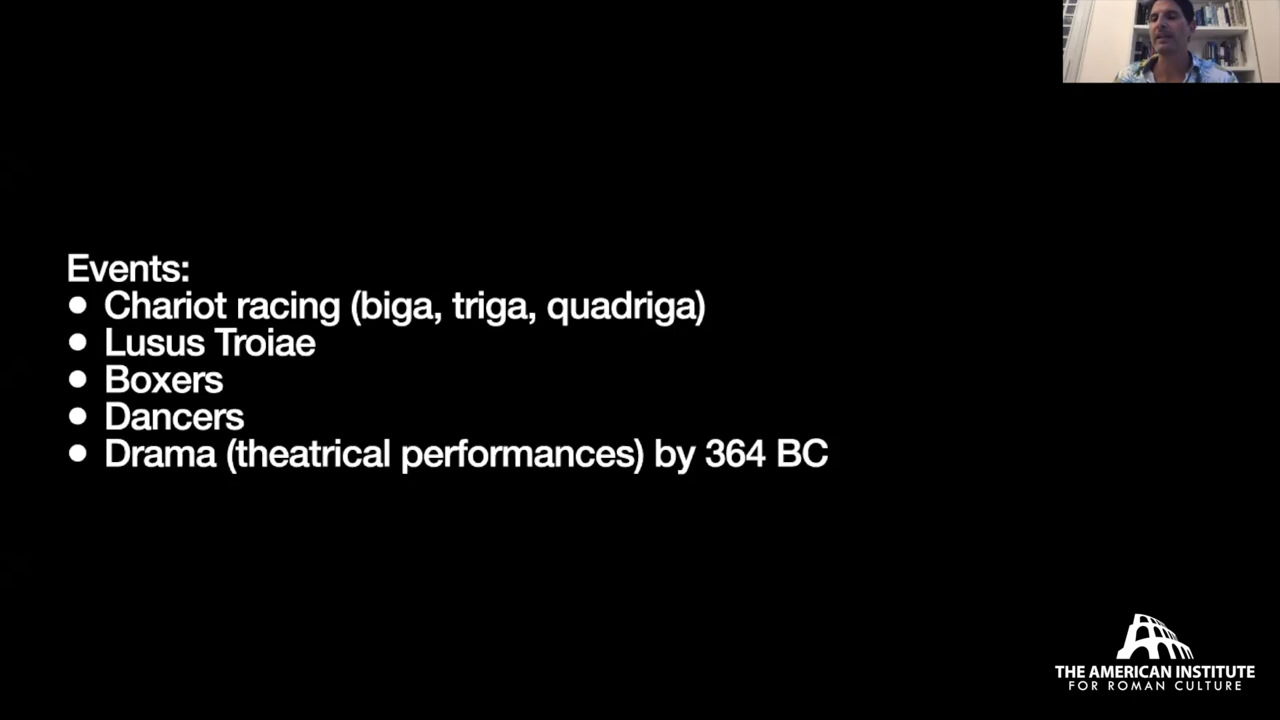 Events:
• Chariot racing (biga, triga, quadriga)
• Lusus Troiae
• Boxers
• Dancers
• Drama (theatrical performances) by 364 BC
THE AMERICAN INSTITUTE
FOR ROMAN CULTURE